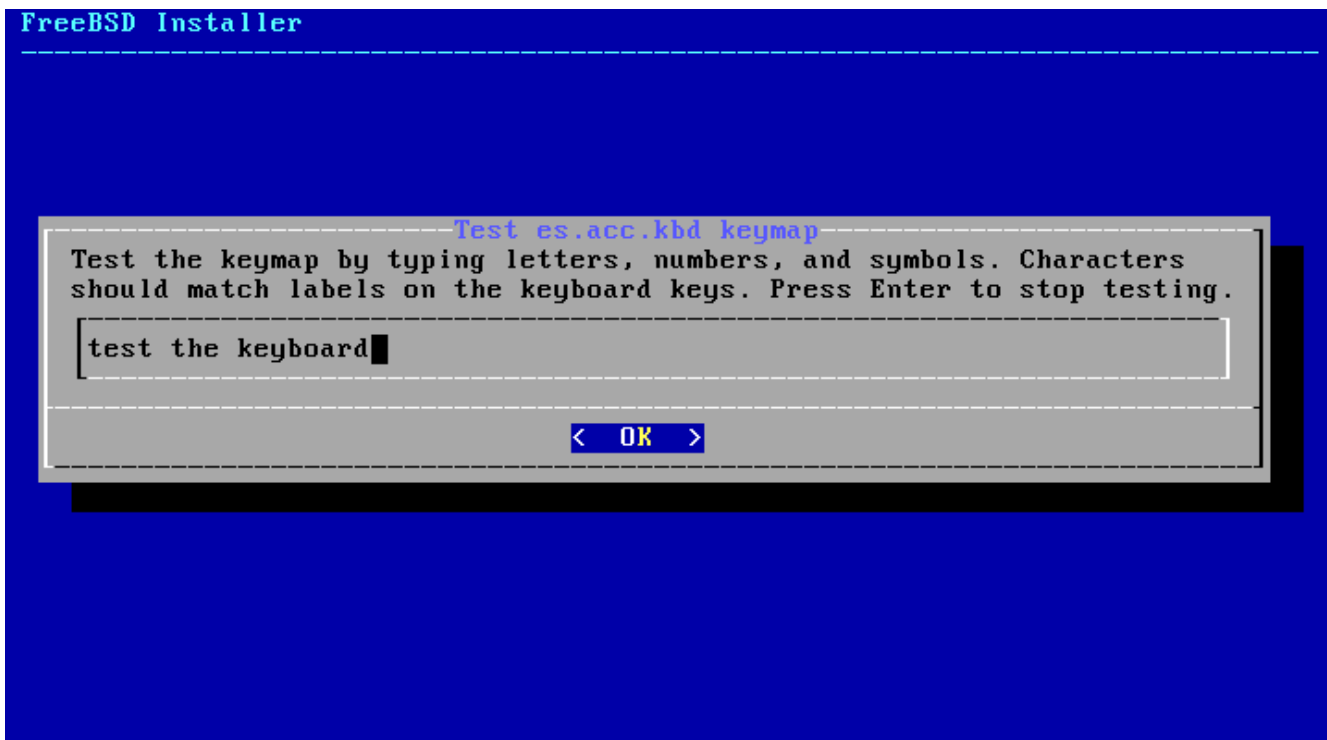 FreeBSD Installer
Test es.acc.kbd keymap
Test the keymap by typing letters, numbers, and symbols. Characters
should match labels on the keyboard keys. Press Enter to stop testing.
test the keyboard
< OK >